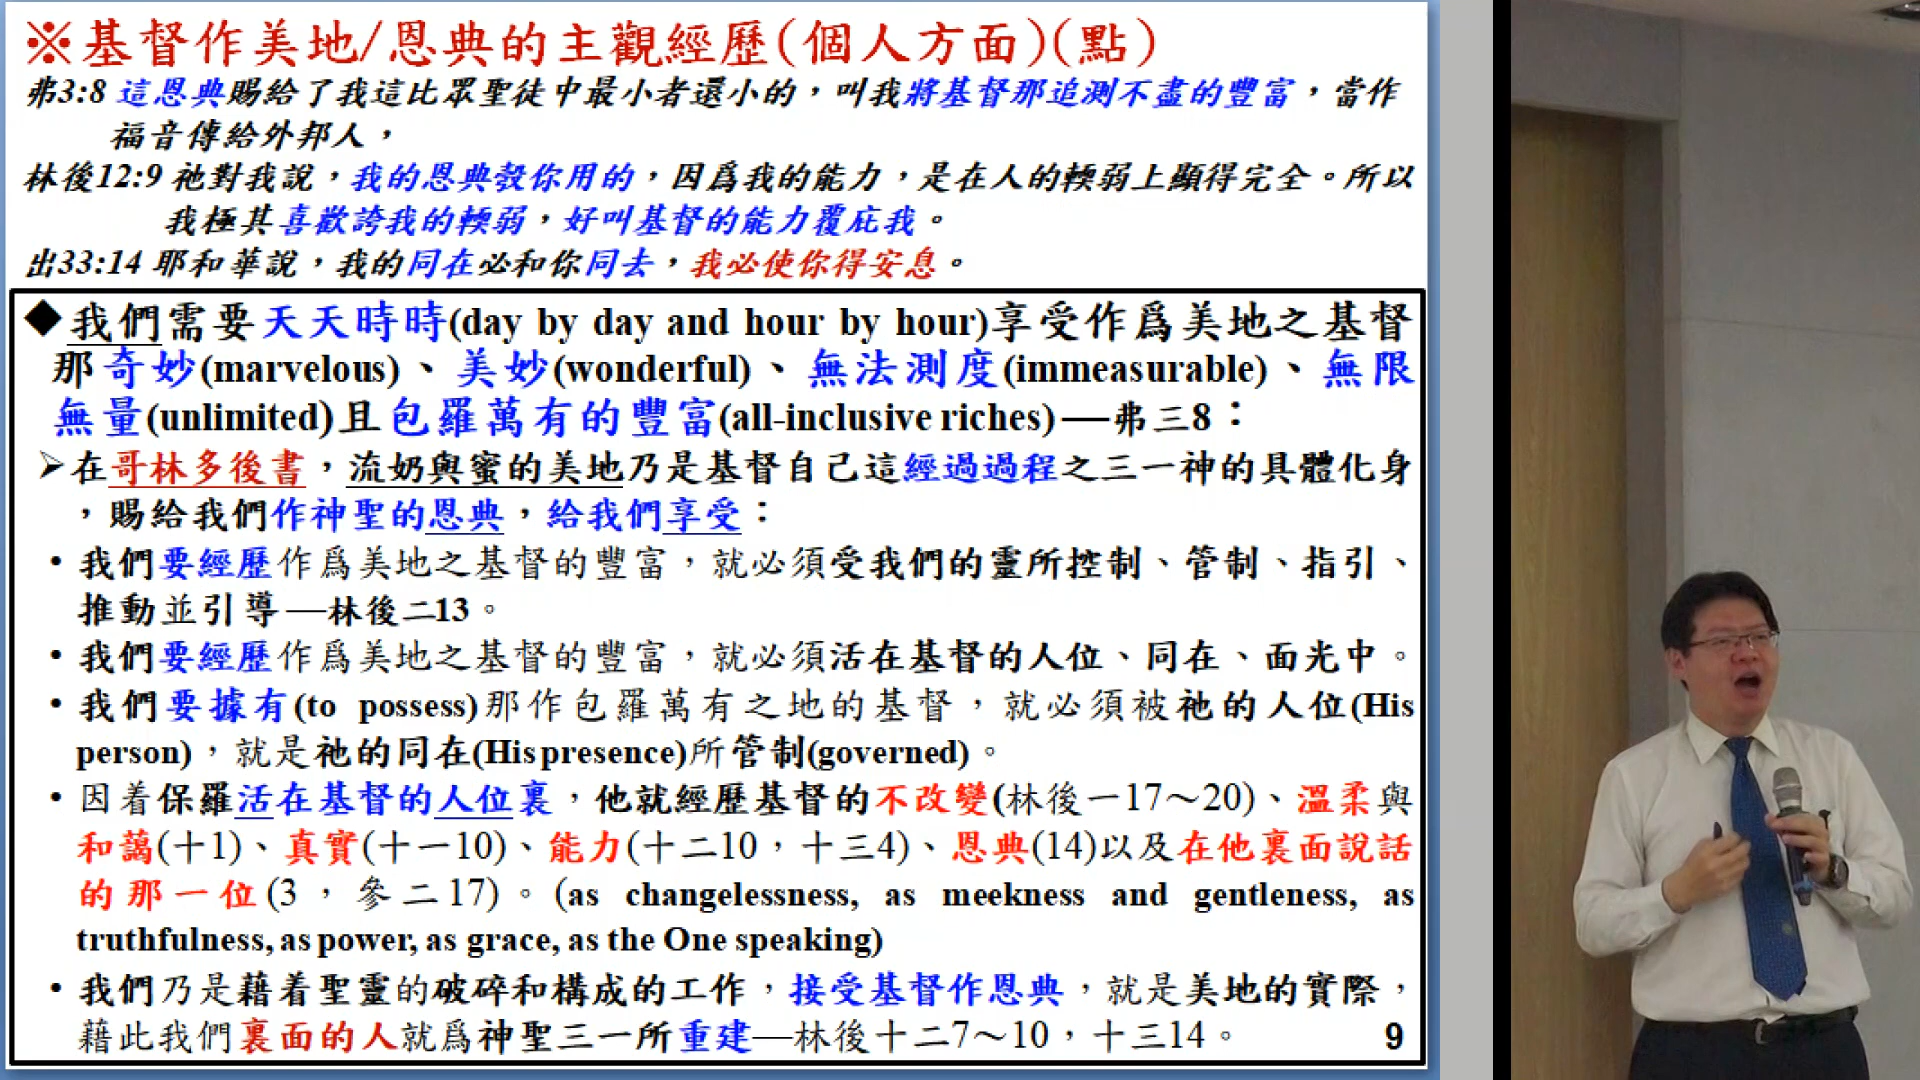 ※基督作美地/恩典的主觀經歷(個人方面)(點)
弗3:8 這恩典賜給了我這比眾聖徒中最小者還小的，叫我將基督那追測不盡的豐富，當作
福音傳給外邦人，
林後12:9 祂對我說，我的恩典彀你用的，因爲我的能力，是在人的輭弱上顯得完全。所以
我極其喜歡誇我的輭弱，好叫基督的能力覆庇我。
出33:14 耶和華說，我的同在必和你同去，我必使你得安息。
◆我們需要天天時時(day by day and hour by hour)享受作爲美地之基督
那奇妙(marvelous)、美妙(wonderful)、無法測度(immeasurable)、無限
無量(unlimited)且包羅萬有的豐富(all-inclusive riches)—弗三8：
➢在哥林多後書，流奶與蜜的美地乃是基督自己這經過過程之三一神的具體化身
，賜給我們作神聖的恩典，給我們享受：
• 我們要經歷作爲美地之基督的豐富，就必須受我們的靈所控制、管制、指引、
推動並引導—林後二13。
• 我們要經歷作爲美地之基督的豐富，就必須活在基督的人位、同在、面光中。
• 我們要據有(to possess)那作包羅萬有之地的基督，就必須被祂的人位(His
person)，就是祂的同在(His presence)所管制(governed)。
• 因着保羅活在基督的人位裏，他就經歷基督的不改變(林後一17～20)、溫柔與
和藹(十1)、真實(十一10)、能力(十二10，十三4)、恩典(14)以及在他裏面說話
的那一位(3，參二17)。(as changelessness, as meekness and gentleness, as
truthfulness, as power, as grace, as the One speaking)
• 我們乃是藉着聖靈的破碎和構成的工作，接受基督作恩典，就是美地的實際，
藉此我們裏面的人就爲神聖三一所重建—林後十二7～10，十三14。
9